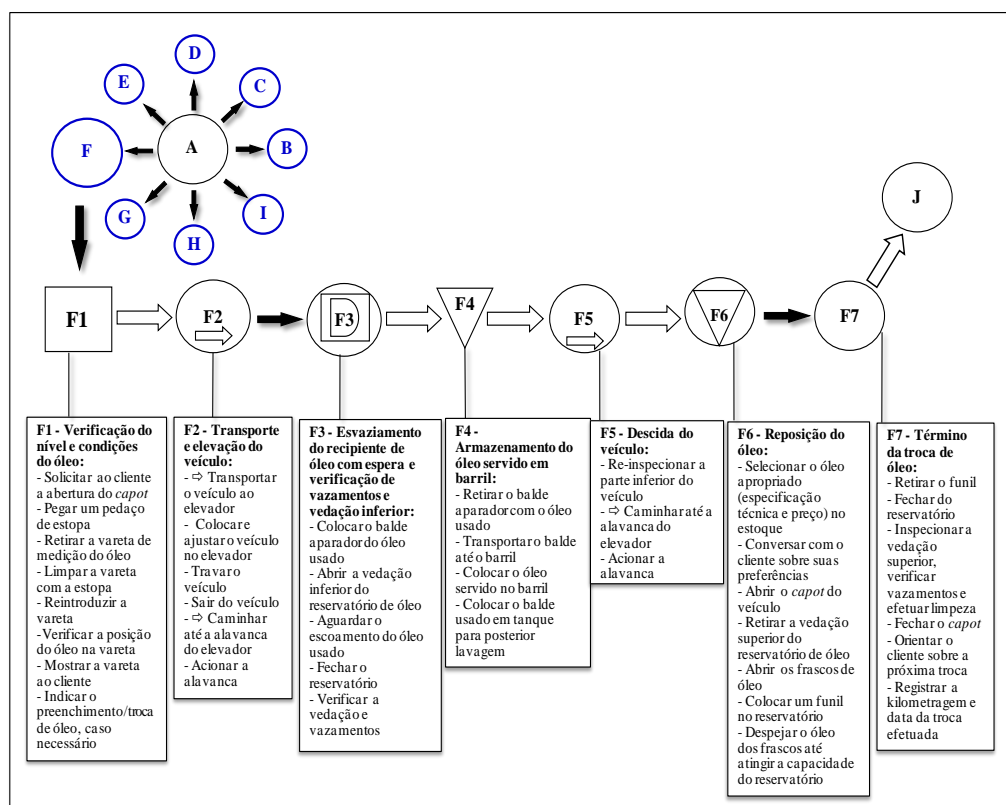 D
E
C
F
A
B
G
I
H
J
F1
F2
F3
F4
F5
F6
F7
F1 - Verificação do
nível e condições
do óleo:
- Solicitar ao cliente
a abertura do capot
- Pegar um pedaço
de estopa
- Retirar a vareta de
medição do óleo
- Limpar a vareta
com a estopa
- Reintroduzir a
vareta
-Verificar a posição
do óleo na vareta
- Mostrar a vareta
ao cliente
- Indicar o
preenchimento/troca
de óleo, caso
necessário
F2 - Transporte
e elevação do
veículo:
- ⇨ Transportar
o veículo ao
elevador
- Colocar e
ajustar o veículo
no elevador
- Travar o
veículo
- Sair do veículo
- ⇨ Caminhar
até a alavanca
do elevador
- Acionar a
alavanca
F3 - Esvaziamento
do recipiente de
óleo com espera e
verificação de
vazamentos e
vedação inferior:
- Colocar o balde
aparador do óleo
usado
- Abrir a vedação
inferior do
reservatório de óleo
- Aguardar o
escoamento do óleo
usado
- Fechar o
reservatório
- Verificar a
vedação e
vazamentos
F4 -
Armazenamento do
óleo servido em
barril:
- Retirar o balde
aparador com o óleo
usado
- Transportar o balde
até o barril
- Colocar o óleo
servido no barril
- Colocar o balde
usado em tanque
para posterior
lavagem
F5 - Descida do
veículo:
- Re-inspecionar a
parte inferior do
veículo
- ⇨ Caminhar até a
alavanca do
elevador
- Acionar a
alavanca
F6 - Reposição do
óleo:
- Selecionar o óleo
apropriado
(especificação
técnica e preço) no
estoque
- Conversar com o
cliente sobre suas
preferências
- Abrir o capot do
veículo
- Retirar a vedação
superior do
reservatório de óleo
- Abrir os frascos de
óleo
- Colocar um funil
no reservatório
- Despejar o óleo
dos frascos até
atingir a capacidade
do reservatório
F7 - Término
da troca de
óleo:
- Retirar o funil
- Fechar do
reservatório
- Inspecionar a
vedação
superior,
verificar
vazamentos e
efetuar limpeza
- Fechar o capot
- Orientar o
cliente sobre a
próxima troca
- Registrar a
kilometragem e
data da troca
efetuada